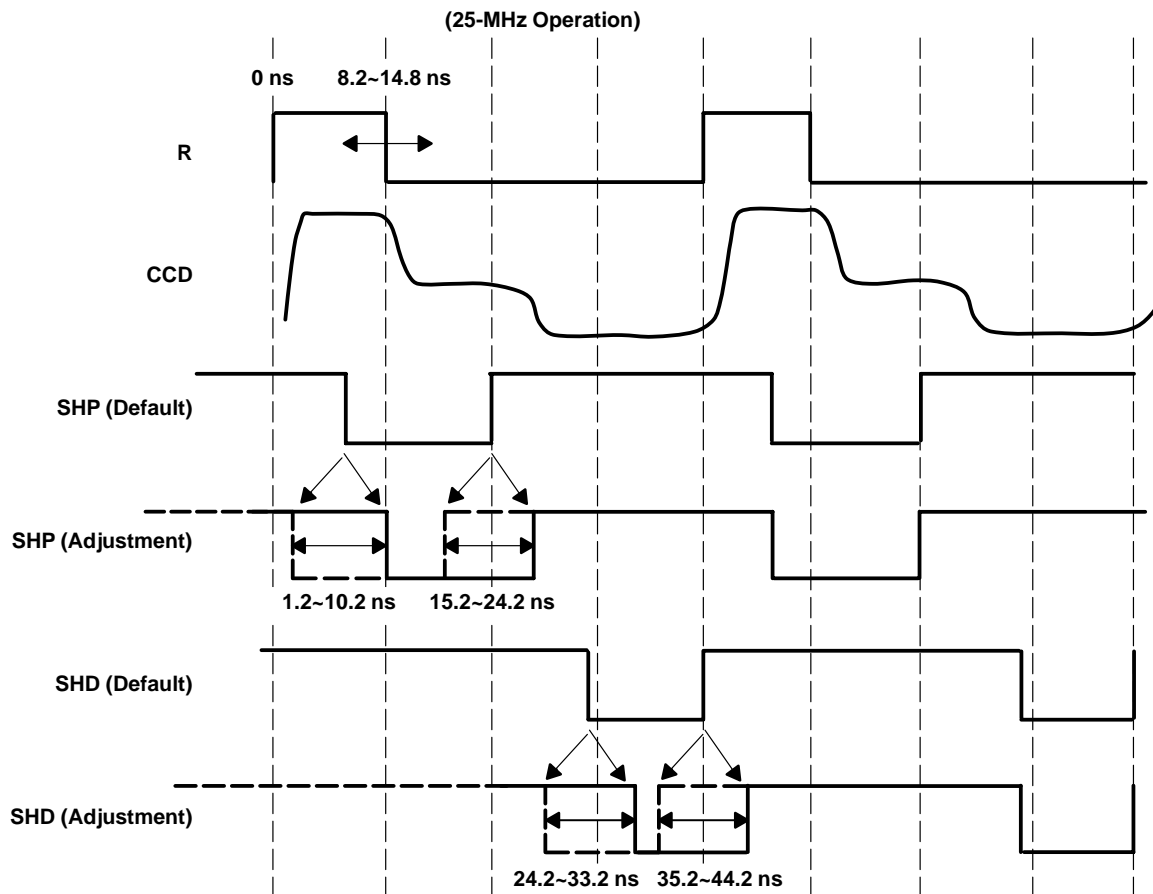 (25-MHz Operation)
0 ns
8.2~14.8 ns
R
CCD
SHP (Default)
SHP (Adjustment)
1.2~10.2 ns
15.2~24.2 ns
SHD (Default)
SHD (Adjustment)
24.2~33.2 ns
35.2~44.2 ns